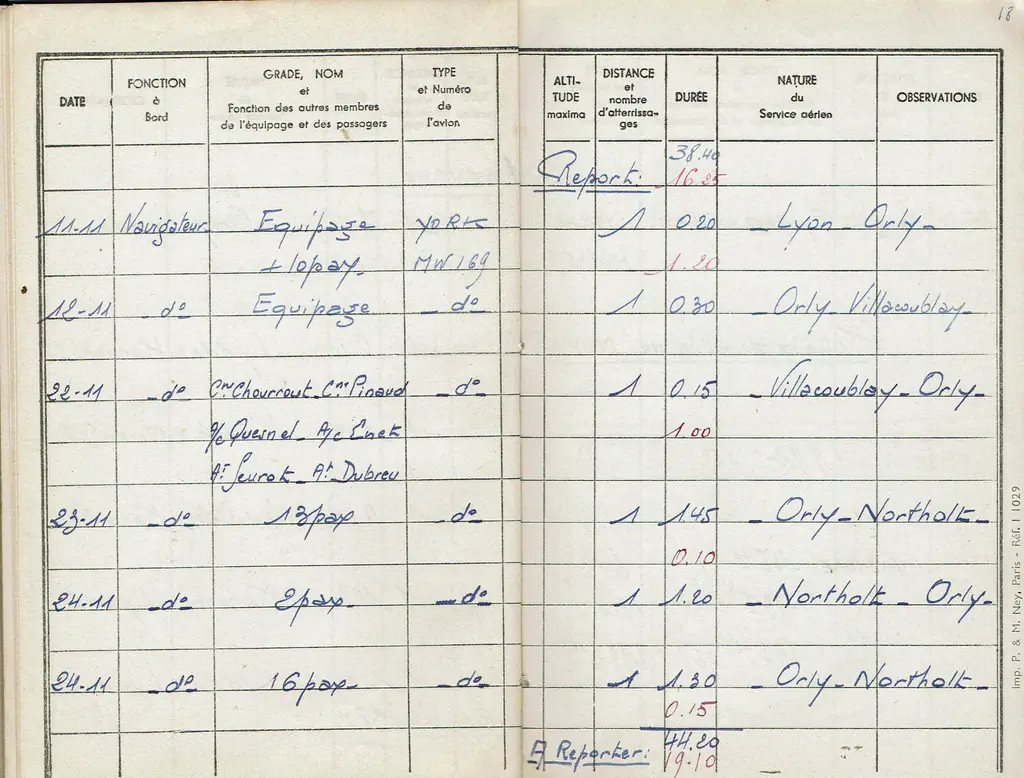 18
DATE
FONCTION
à
Bord
GRADE, NOM
et
Fonction des autres membres
de l'équipage et des passagers
TYPE
et Numéro
de
l'avion
ALTI-
TUDE
maxima
DISTANCE
et
nombre
d'atterrissa-
ges
DURÉE
NATURE
du
Service aérien
OBSERVATIONS
Report: 38.40
16.25
11-11 Navigateur Equipage YORK 1 0.20 - Lyon - Orly -
+ 10 pax - MW 169 1.20
12-11 - d° Equipage - d° 1 0.30 - Orly - Villacoublay -
22-11 - d° Cne Chourrout - Cne Pinaud - d° 1 0.15 - Villacoublay - Orly -
A/c Quesnel - A/c Enek 1.00
At Jeurot - At Dubreu
23-11 - d° 13 pax - d° 1 1.45 - Orly - Northolt -
0.10
24-11 - d° 2 pax - - d° 1 1.20 - Northolt - Orly -
24-11 - d° 16 pax - - d° 1 1.30 - Orly - Northolt -
0.15
A Reporter: 44.20
19.10
Imp. P. & M. Ney, Paris - Réf. I 1029